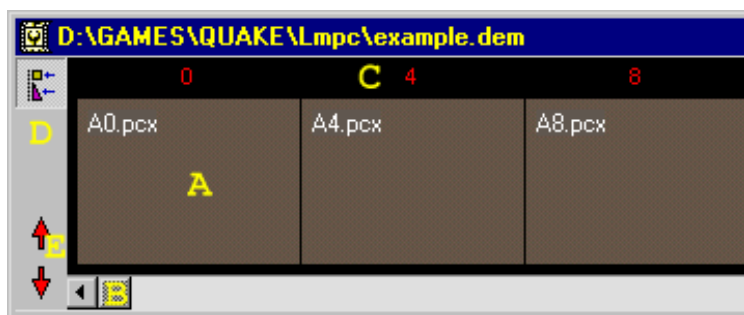 D:\GAMES\QUAKE\Lmpc\example.dem
0 C 4 8
D A0.pcx A4.pcx A8.pcx
A
E
B